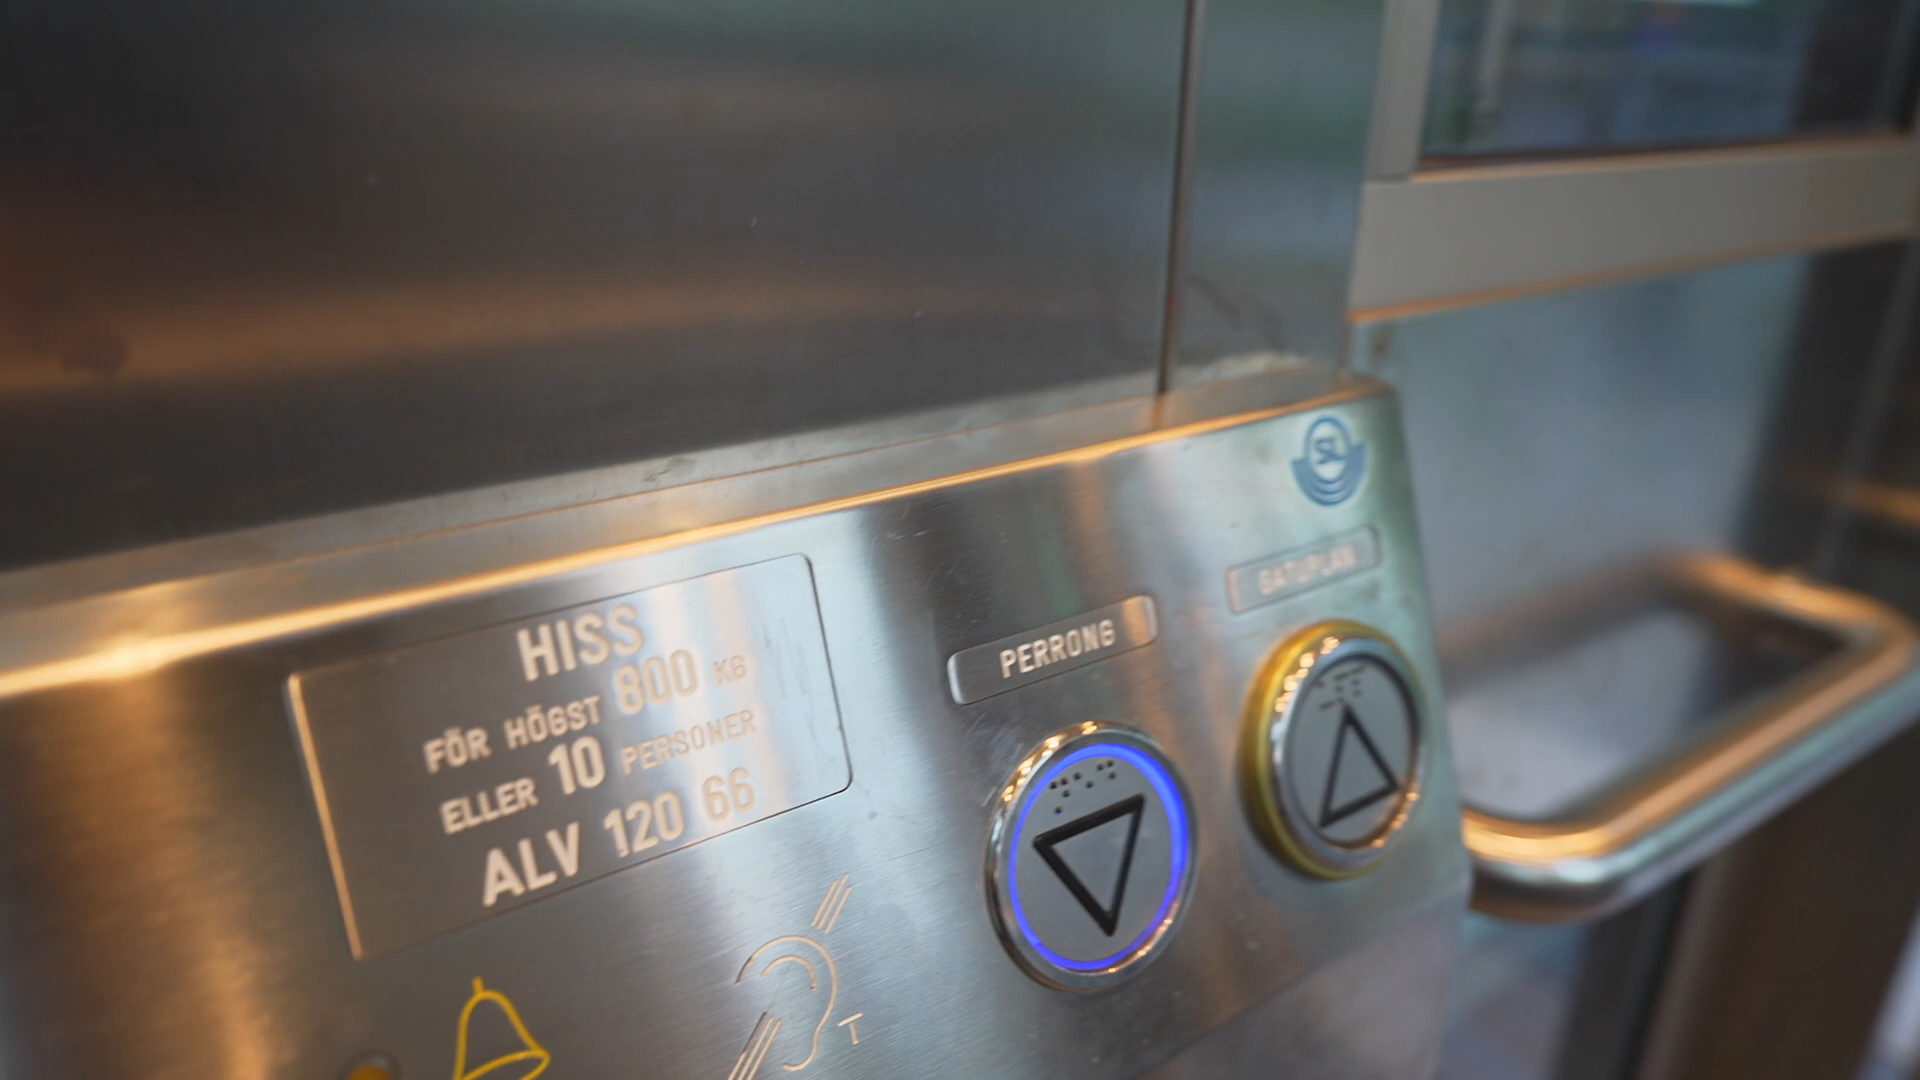 SL
GATUPLAN
PERRONG
HISS
FÖR HÖGST 800 KG
ELLER 10 PERSONER
ALV 120 66
T